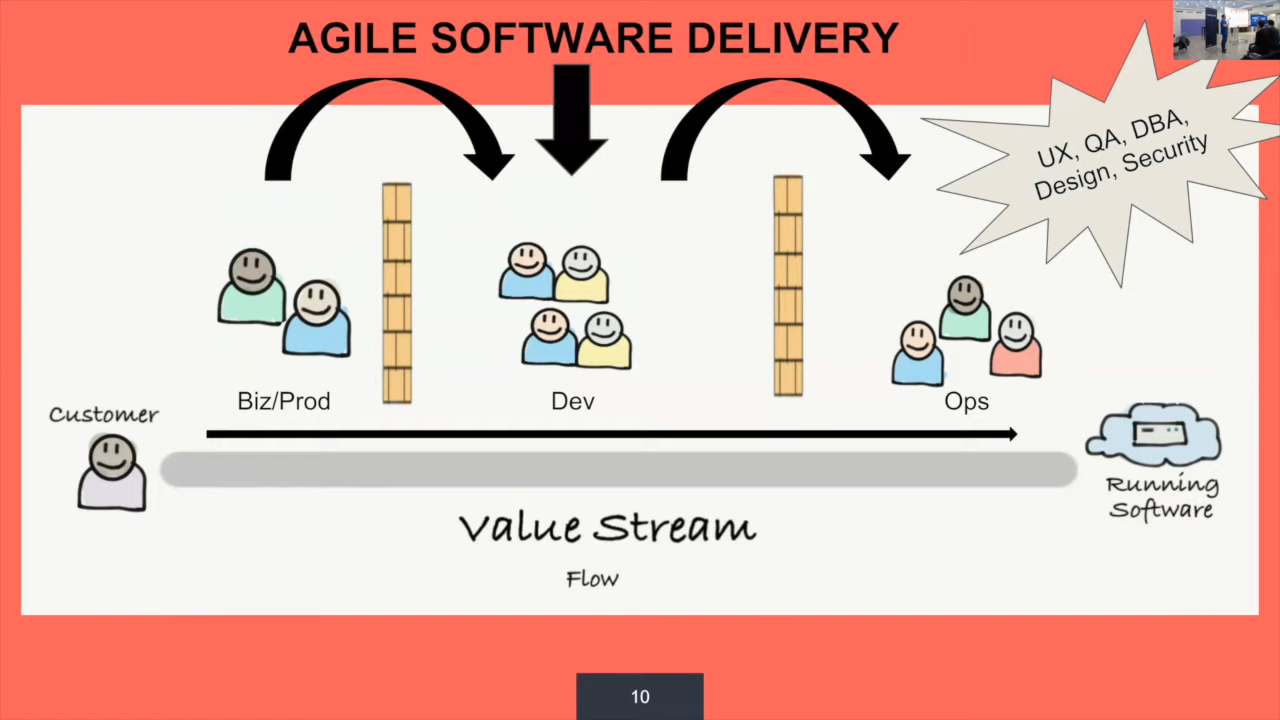 AGILE SOFTWARE DELIVERY
UX, QA, DBA,
Design, Security
Biz/Prod
Dev
Ops
Customer
Running
Software
Value Stream
Flow
10